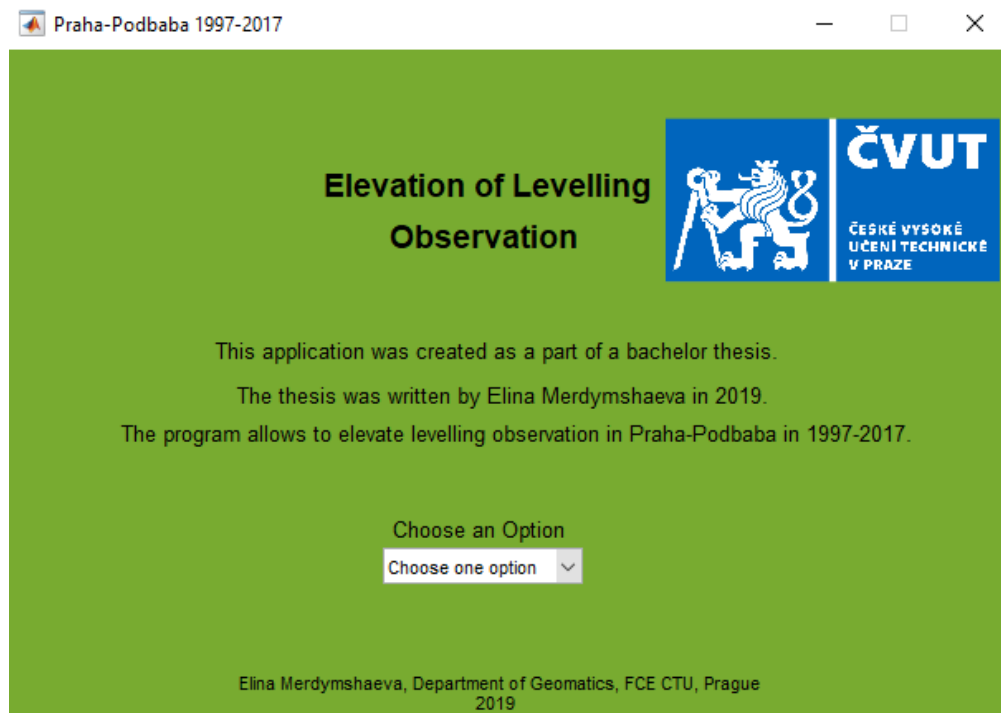 Praha-Podbaba 1997-2017
Elevation of Levelling
Observation
ČVUT
ČESKÉ VYSOKÉ
UČENÍ TECHNICKÉ
V PRAZE
This application was created as a part of a bachelor thesis.
The thesis was written by Elina Merdymshaeva in 2019.
The program allows to elevate levelling observation in Praha-Podbaba in 1997-2017.
Choose an Option
Choose one option
Elina Merdymshaeva, Department of Geomatics, FCE CTU, Prague
2019